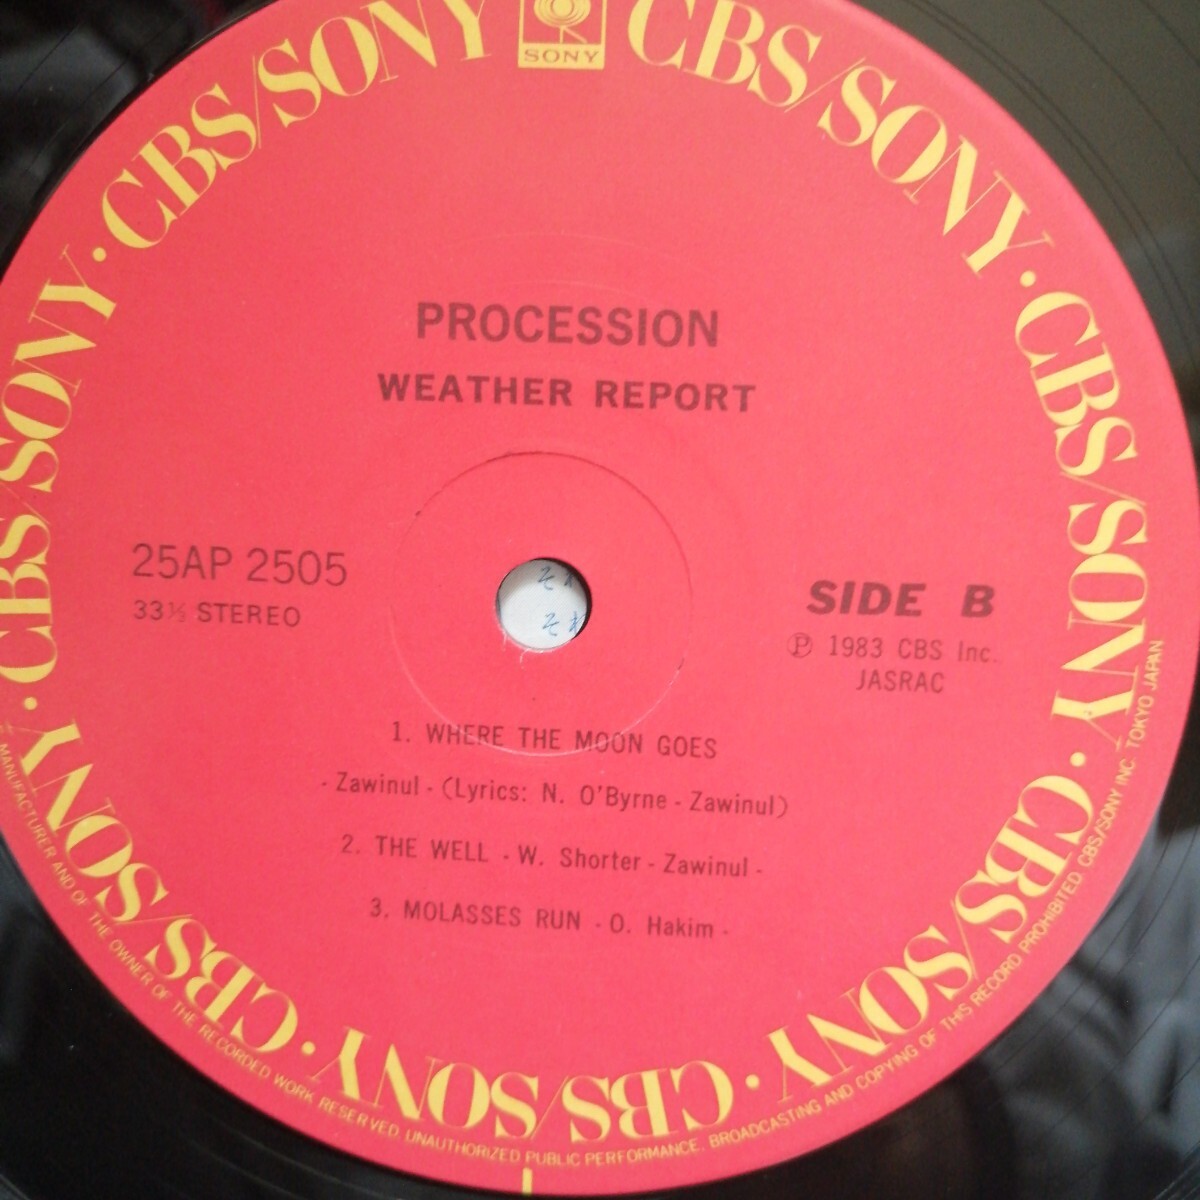 SONY
CBS/SONY · CBS/SONY · CBS/SONY · CBS/SONY · CBS/SONY · CBS/SONY · CBS/SONY · CBS/SONY
PROCESSION
WEATHER REPORT
25AP 2505
33⅓ STEREO
SIDE B
Ⓟ 1983 CBS Inc.
JASRAC
1. WHERE THE MOON GOES
- Zawinul - (Lyrics: N. O'Byrne - Zawinul)
2. THE WELL - W. Shorter - Zawinul -
3. MOLASSES RUN - O. Hakim -
MANUFACTURER AND OF THE OWNER OF THE RECORDED WORK RESERVED. UNAUTHORIZED PUBLIC PERFORMANCE, BROADCASTING AND COPYING OF THIS RECORD PROHIBITED CBS/SONY INC. TOKYO JAPAN